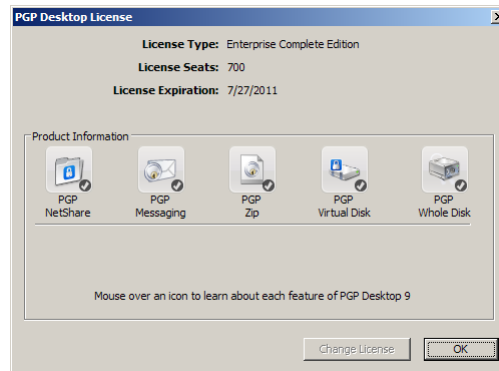 PGP Desktop License
License Type: Enterprise Complete Edition
License Seats: 700
License Expiration: 7/27/2011
Product Information
PGP NetShare
PGP Messaging
PGP Zip
PGP Virtual Disk
PGP Whole Disk
Mouse over an icon to learn about each feature of PGP Desktop 9
Change License
OK